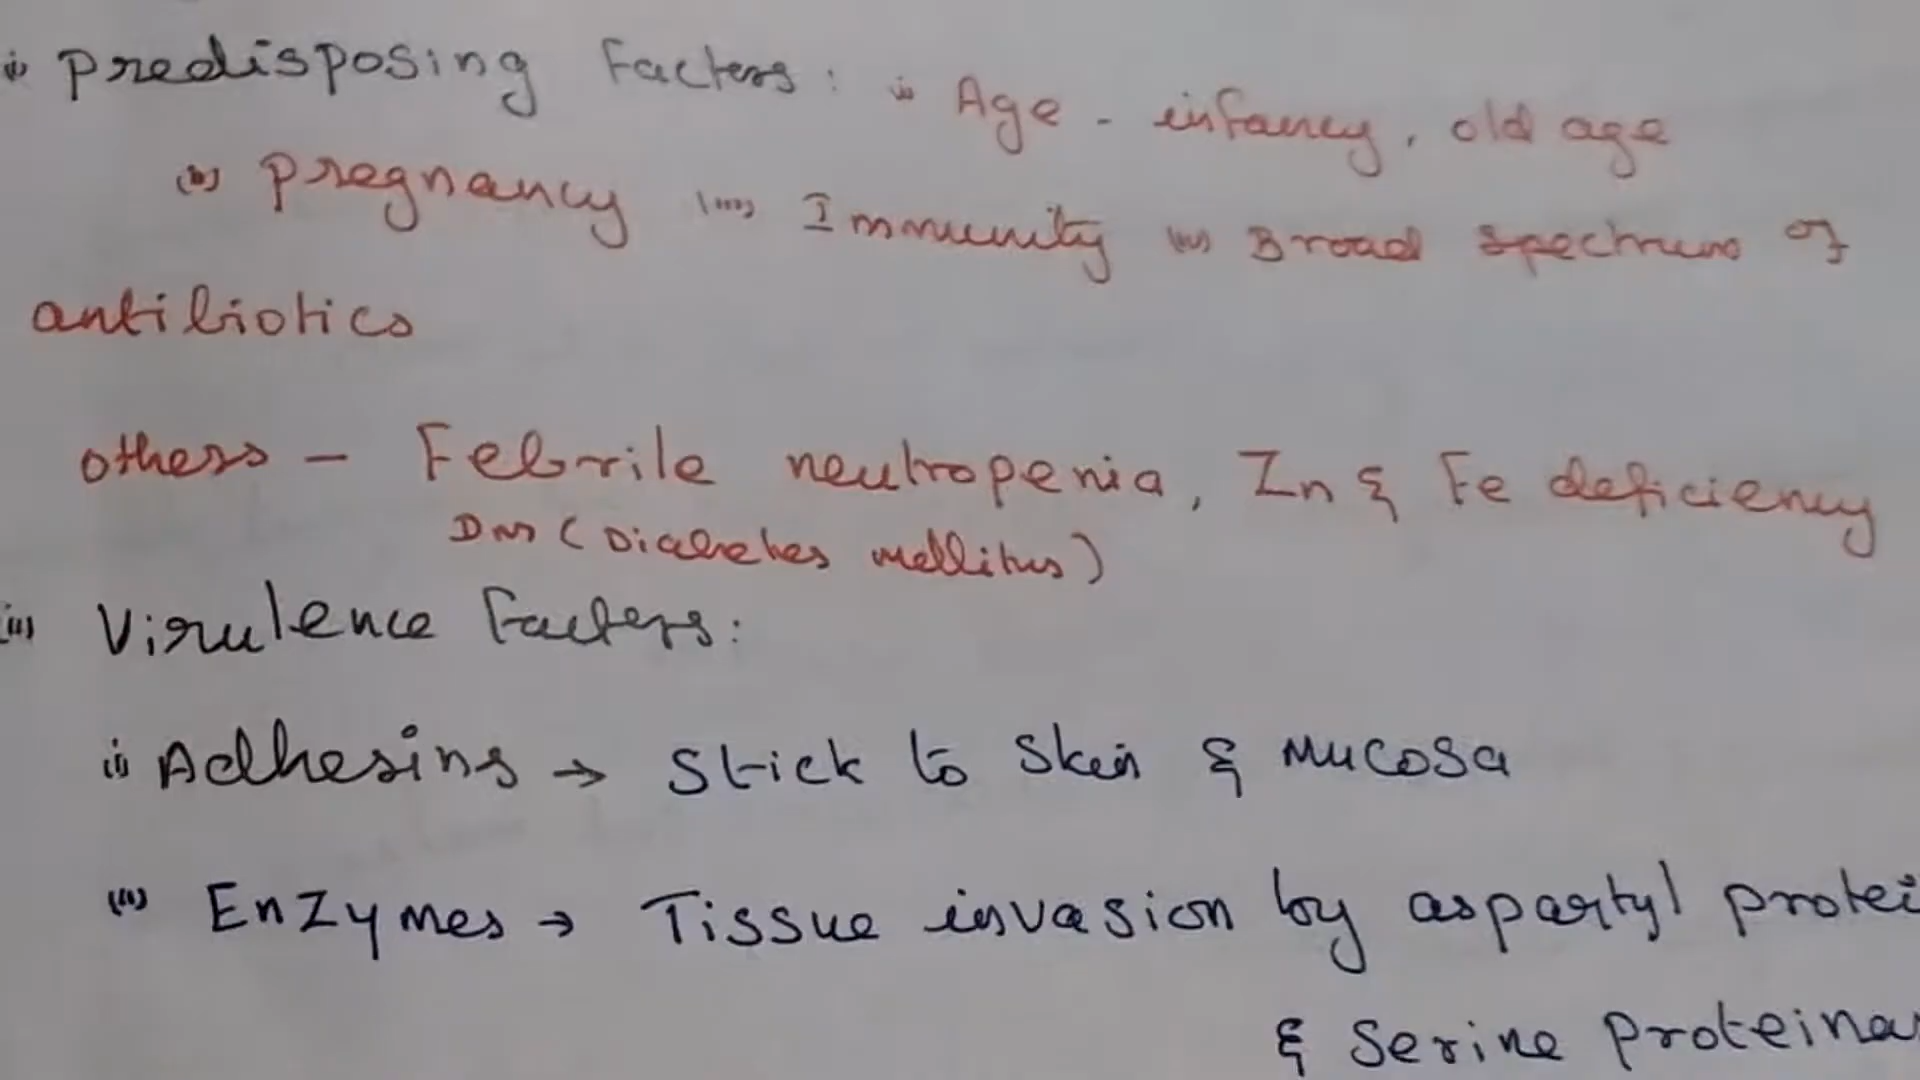 (i) Predisposing Factors: (i) Age - infancy, old age
(ii) Pregnancy (iii) Immunity (iv) Broad spectrum of
antibiotics
others - Febrile neutropenia, Zn & Fe deficiency
DM (Diabetes mellitus)
(ii) Virulence Factors:
(i) Adhesins → Stick to Skin & Mucosa
(ii) Enzymes → Tissue invasion by aspartyl protei
& Serine Proteina